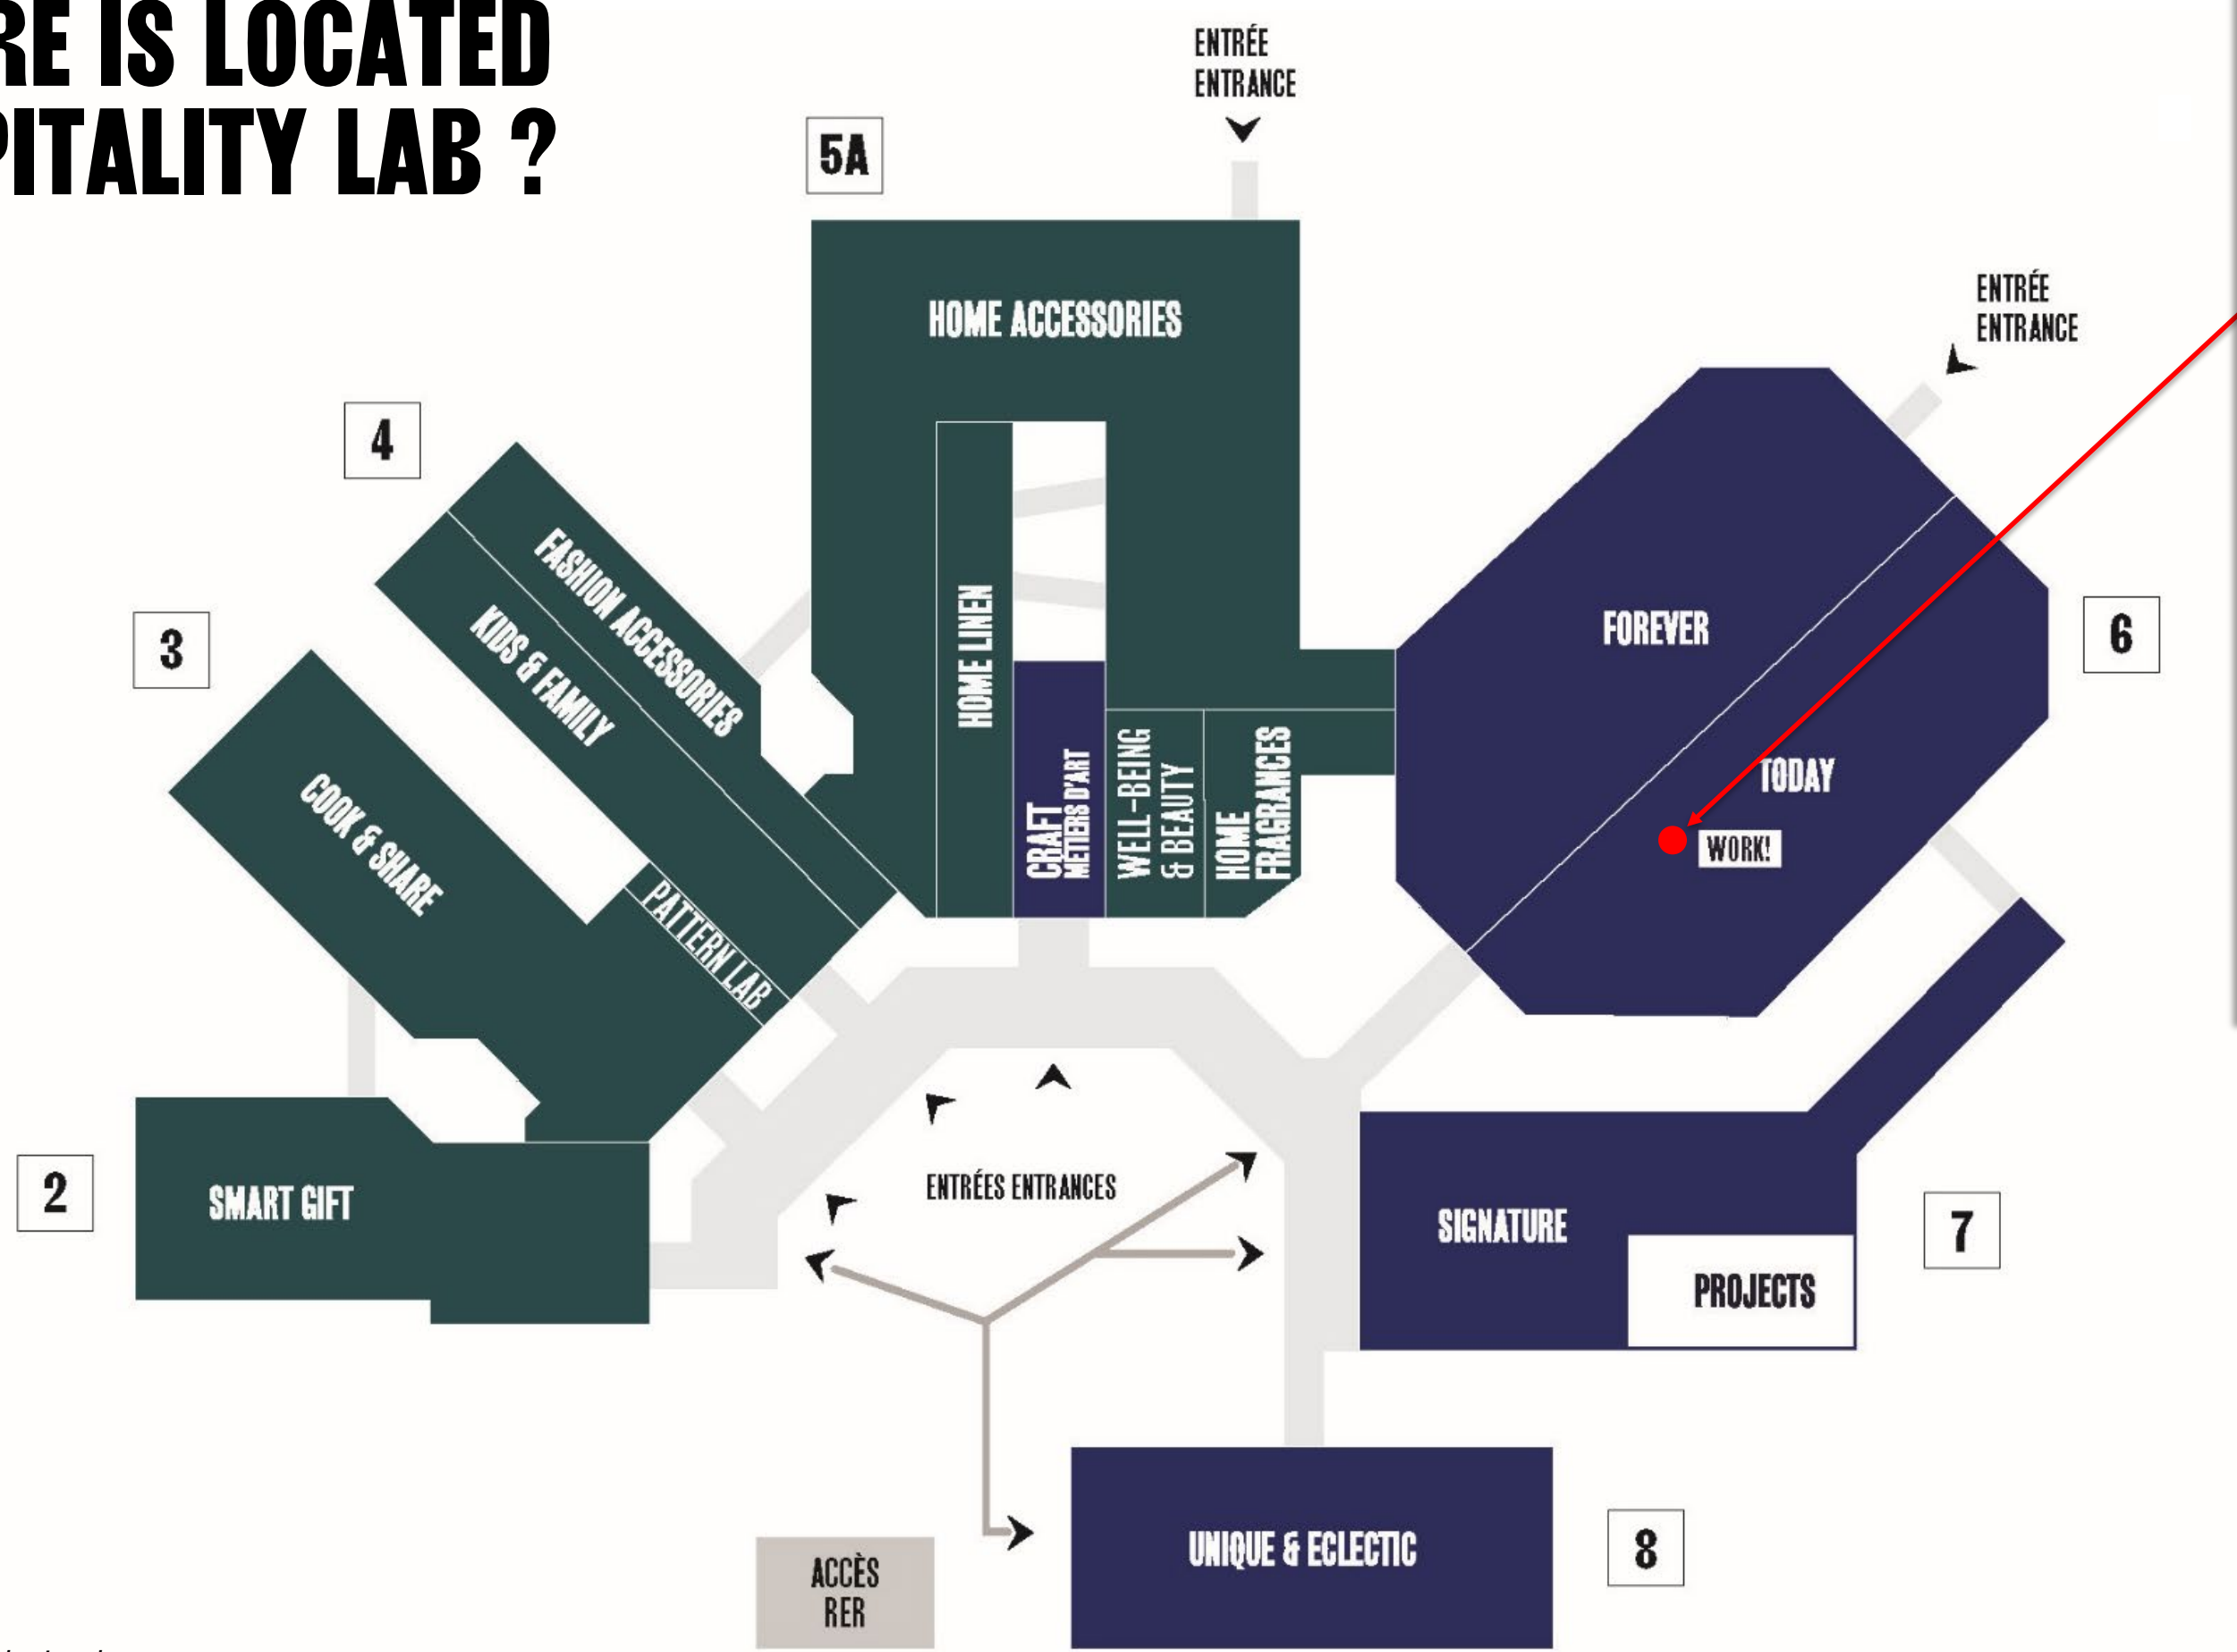 RE IS LOCATED
PITALITY LAB ?
ENTRÉE
ENTRANCE
5A
HOME ACCESSORIES
ENTRÉE
ENTRANCE
4
FASHION ACCESSORIES
KIDS & FAMILY
HOME LINEN
FOREVER
6
3
COOK & SHARE
PATTERN LAB
CRAFT
MÉTIERS D'ART
WELL-BEING
& BEAUTY
HOME
FRAGRANCES
TODAY
WORK!
2
SMART GIFT
ENTRÉES ENTRANCES
SIGNATURE
PROJECTS
7
UNIQUE & ECLECTIC
8
ACCÈS
RER